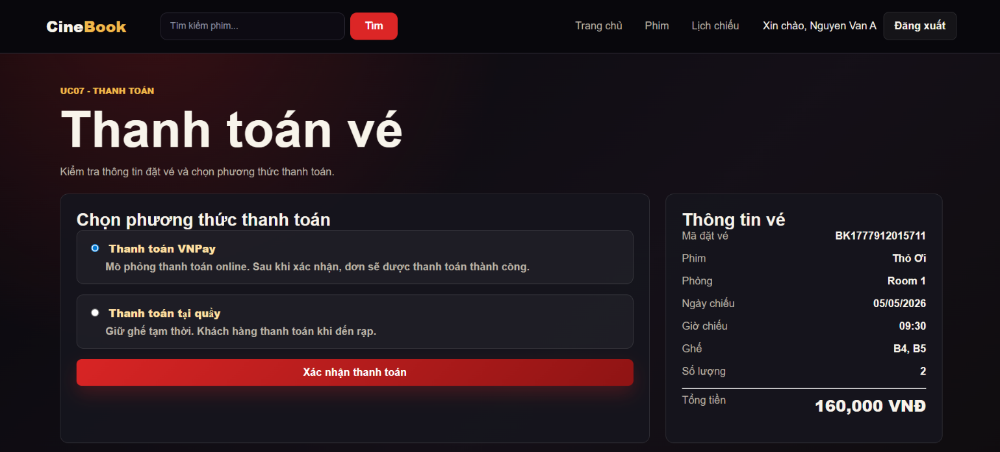 CineBook
Tìm kiếm phim...
Tìm
Trang chủ
Phim
Lịch chiếu
Xin chào, Nguyen Van A
Đăng xuất
UC07 - THANH TOÁN
Thanh toán vé
Kiểm tra thông tin đặt vé và chọn phương thức thanh toán.
Chọn phương thức thanh toán
Thanh toán VNPay
Mô phỏng thanh toán online. Sau khi xác nhận, đơn sẽ được thanh toán thành công.
Thanh toán tại quầy
Giữ ghế tạm thời. Khách hàng thanh toán khi đến rạp.
Xác nhận thanh toán
Thông tin vé
Mã đặt vé BK1777912015711
Phim Thỏ Ơi
Phòng Room 1
Ngày chiếu 05/05/2026
Giờ chiếu 09:30
Ghế B4, B5
Số lượng 2
Tổng tiền 160,000 VNĐ